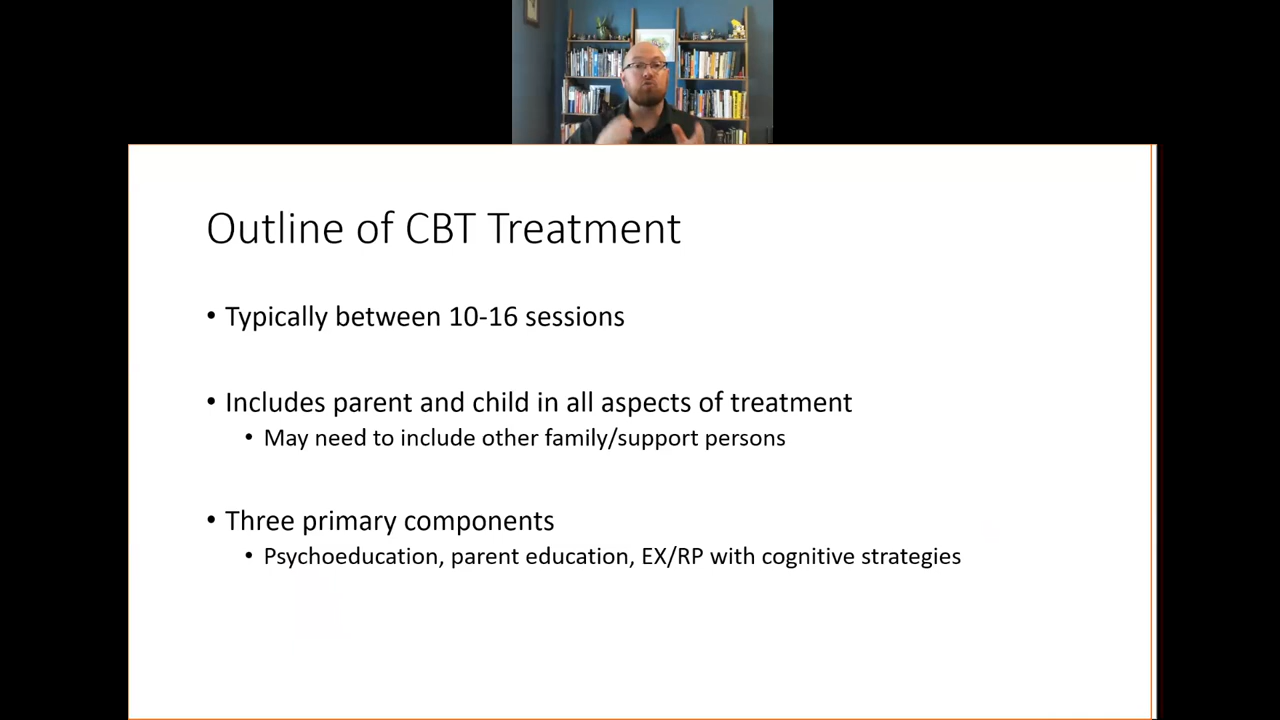 Outline of CBT Treatment
• Typically between 10-16 sessions
• Includes parent and child in all aspects of treatment
• May need to include other family/support persons
• Three primary components
• Psychoeducation, parent education, EX/RP with cognitive strategies